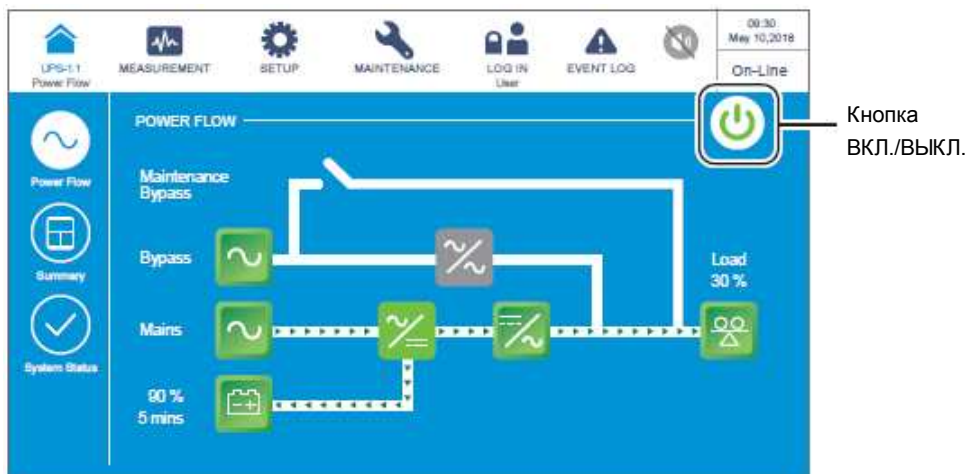 UPS-1.1
Power Flow
MEASUREMENT
SETUP
MAINTENANCE
LOG IN
User
EVENT LOG
09:30
May 10,2018
On-Line
Power Flow
Summary
System Status
POWER FLOW
Maintenance
Bypass
Bypass
Load
30 %
Mains
90 %
5 mins
Кнопка
ВКЛ./ВЫКЛ.